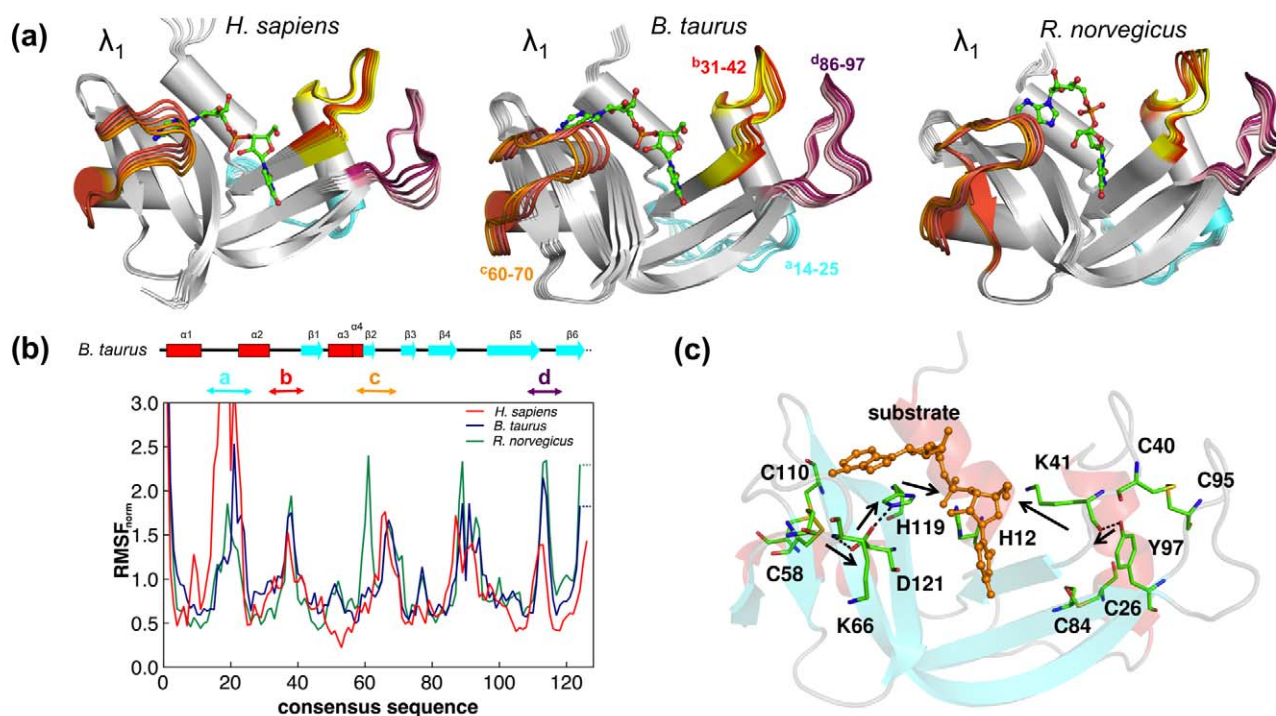 (a)
λ1
H. sapiens
λ1
B. taurus
λ1
R. norvegicus
b31-42
d86-97
c60-70
a14-25
(b)
B. taurus
α1
α2
β1
α3
α4
β2
β3
β4
β5
β6
a
b
c
d
RMSFnorm
3.0
2.5
2.0
1.5
1.0
0.5
0.0
H. sapiens
B. taurus
R. norvegicus
0
20
40
60
80
100
120
consensus sequence
(c)
substrate
C110
C58
K66
H119
D121
H12
K41
C40
C95
Y97
C26
C84